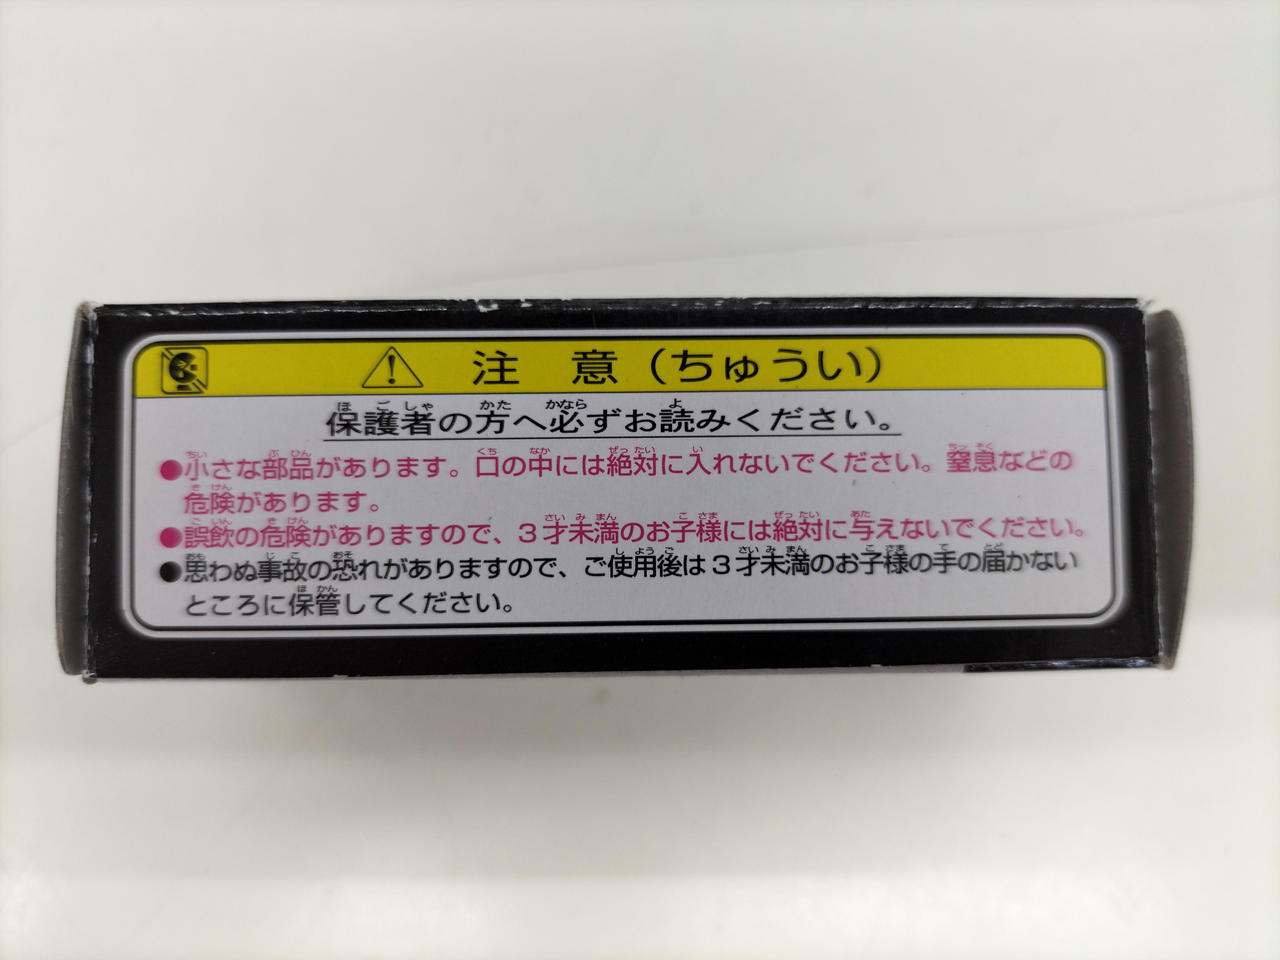 注 意（ちゅうい）
保護者の方へ必ずお読みください。
●小さな部品があります。口の中には絶対に入れないでください。窒息などの
危険があります。
●誤飲の危険がありますので、3才未満のお子様には絶対に与えないでください。
●思わぬ事故の恐れがありますので、ご使用後は3才未満のお子様の手の届かない
ところに保管してください。